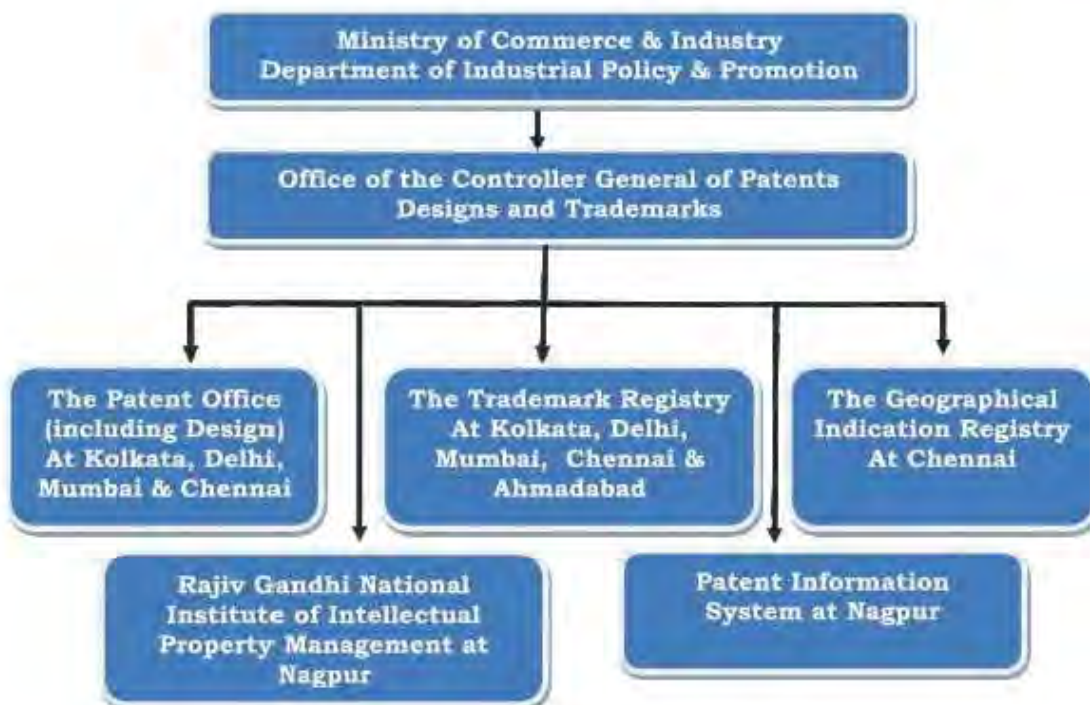 Ministry of Commerce & Industry
Department of Industrial Policy & Promotion
Office of the Controller General of Patents
Designs and Trademarks
The Patent Office
(including Design)
At Kolkata, Delhi,
Mumbai & Chennai
The Trademark Registry
At Kolkata, Delhi,
Mumbai, Chennai &
Ahmadabad
The Geographical
Indication Registry
At Chennai
Rajiv Gandhi National
Institute of Intellectual
Property Management at
Nagpur
Patent Information
System at Nagpur